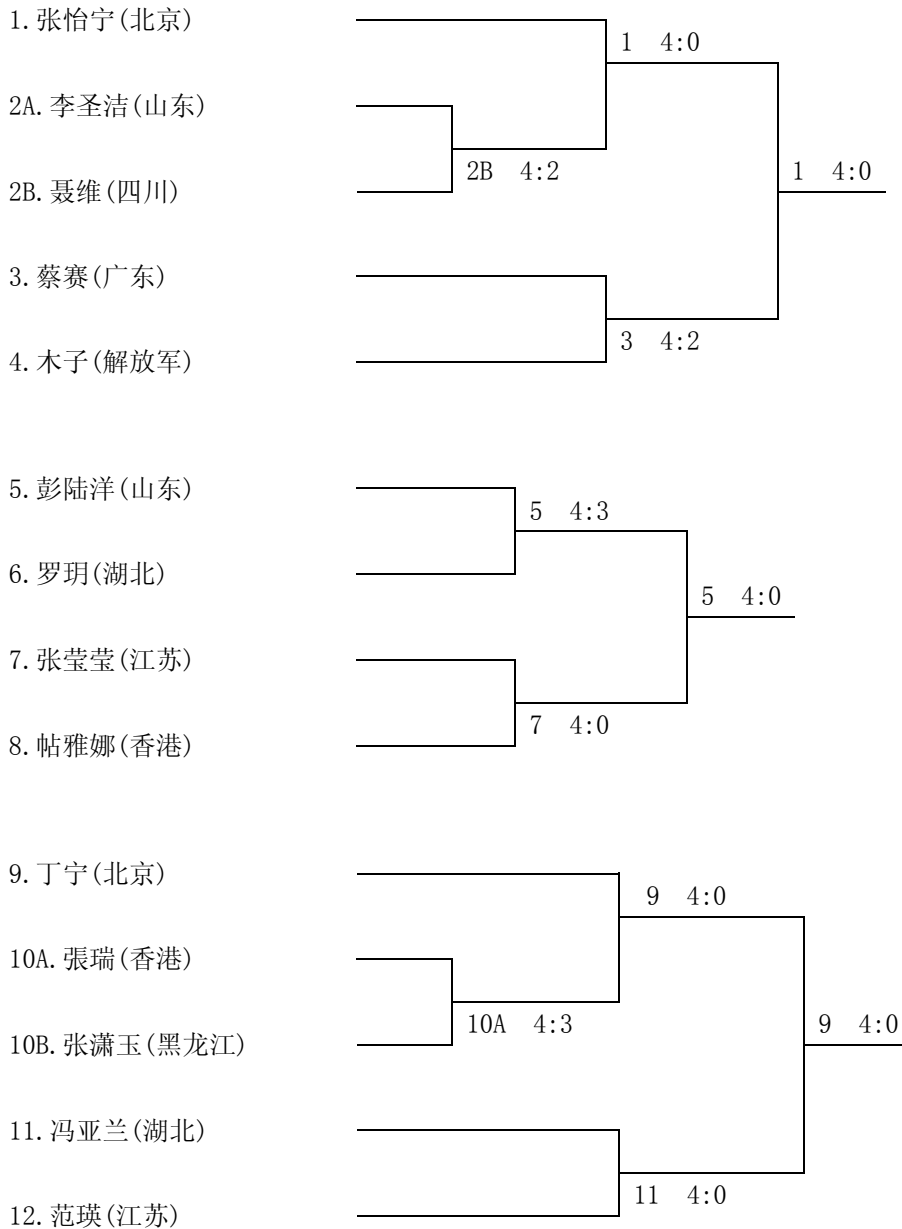 1.张怡宁(北京)
1 4:0
2A.李圣洁(山东)
2B 4:2
1 4:0
2B.聂维(四川)
3.蔡赛(广东)
3 4:2
4.木子(解放军)
5.彭陆洋(山东)
5 4:3
6.罗玥(湖北)
5 4:0
7.张莹莹(江苏)
7 4:0
8.帖雅娜(香港)
9.丁宁(北京)
9 4:0
10A.張瑞(香港)
10A 4:3
9 4:0
10B.张潇玉(黑龙江)
11.冯亚兰(湖北)
11 4:0
12.范瑛(江苏)